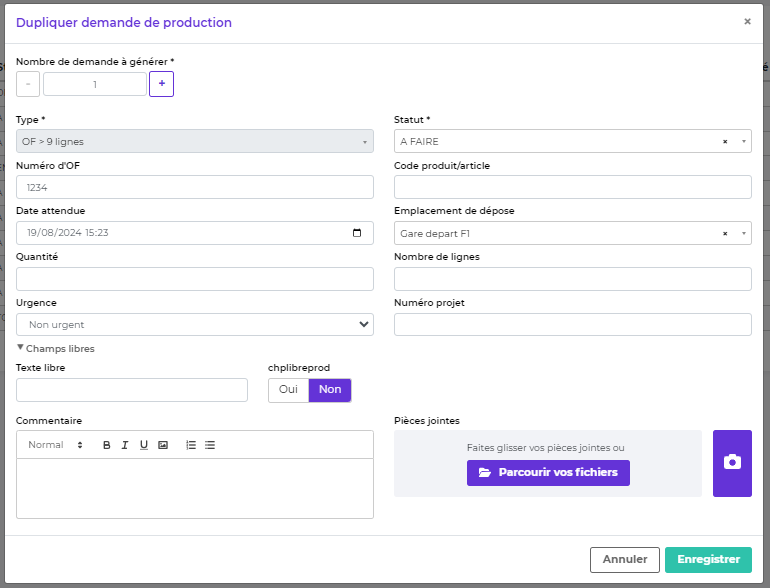 Dupliquer demande de production
×
Nombre de demande à générer *
- 1 +
Type *
OF > 9 lignes
Statut *
A FAIRE ×
Numéro d'OF
1234
Code produit/article
Date attendue
19/08/2024 15:23
Emplacement de dépose
Gare depart F1 ×
Quantité
Nombre de lignes
Urgence
Non urgent
Numéro projet
Champs libres
Texte libre
chplibreprod
Oui Non
Commentaire
Normal B I U
Pièces jointes
Faites glisser vos pièces jointes ou
Parcourir vos fichiers
Annuler Enregistrer